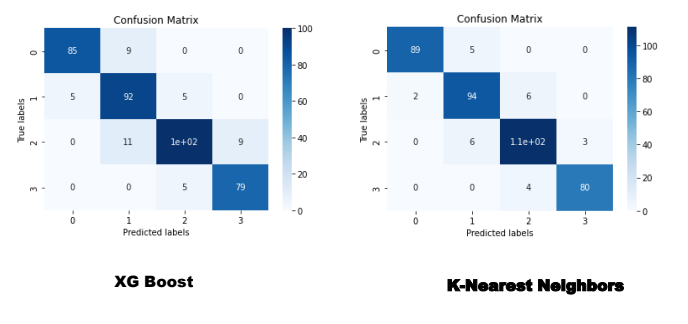 Confusion Matrix
True labels
0 85 9 0 0
1 5 92 5 0
2 0 11 1e+02 9
3 0 0 5 79
0 1 2 3
Predicted labels
100
80
60
40
20
0
XG Boost
Confusion Matrix
True labels
0 89 5 0 0
1 2 94 6 0
2 0 6 1.1e+02 3
3 0 0 4 80
0 1 2 3
Predicted labels
100
80
60
40
20
0
K-Nearest Neighbors